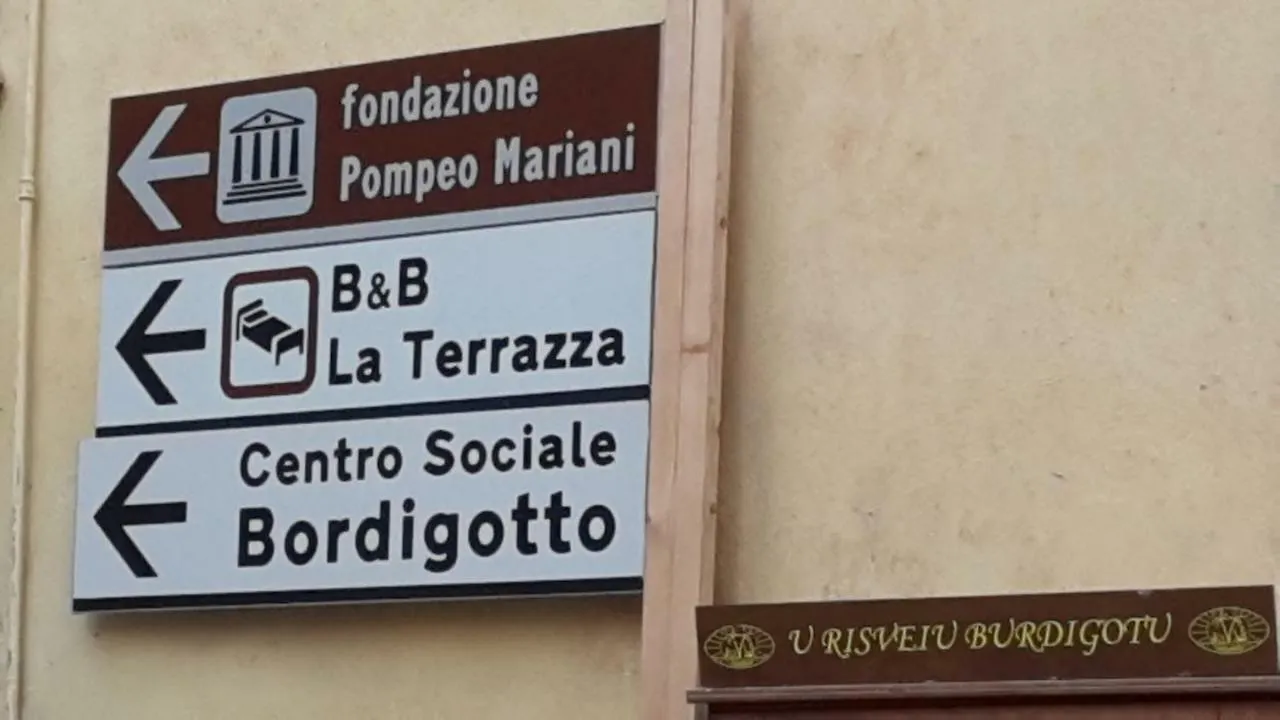 fondazione
Pompeo Mariani
B&B
La Terrazza
Centro Sociale
Bordigotto
U RISVEIU BURDIGOTU